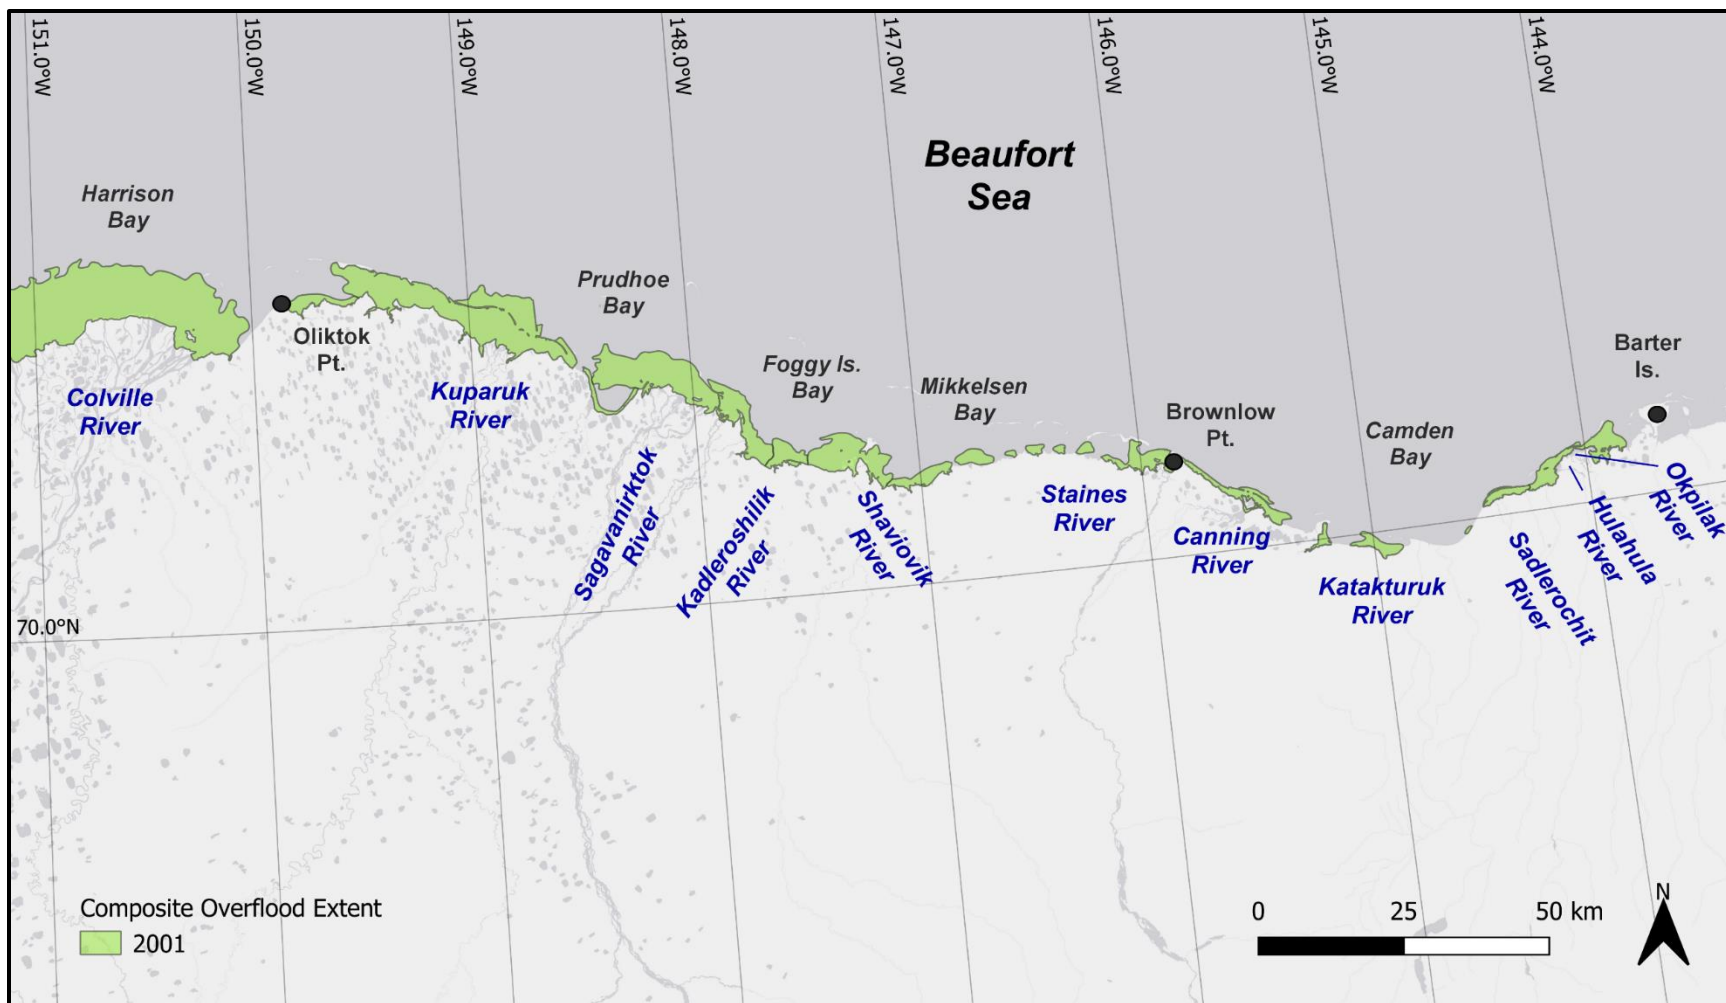 151.0°W
150.0°W
149.0°W
148.0°W
147.0°W
146.0°W
145.0°W
144.0°W
Beaufort
Sea
Harrison
Bay
Prudhoe
Bay
Foggy Is.
Bay
Mikkelsen
Bay
Camden
Bay
Barter
Is.
Oliktok
Pt.
Brownlow
Pt.
Colville
River
Kuparuk
River
Sagavanirktok
River
Kadleroshilik
River
Shaviovik
River
Staines
River
Canning
River
Katakturuk
River
Sadlerochit
River
Hulahula
River
Okpilak
River
70.0°N
Composite Overflood Extent
2001
0 25 50 km
N